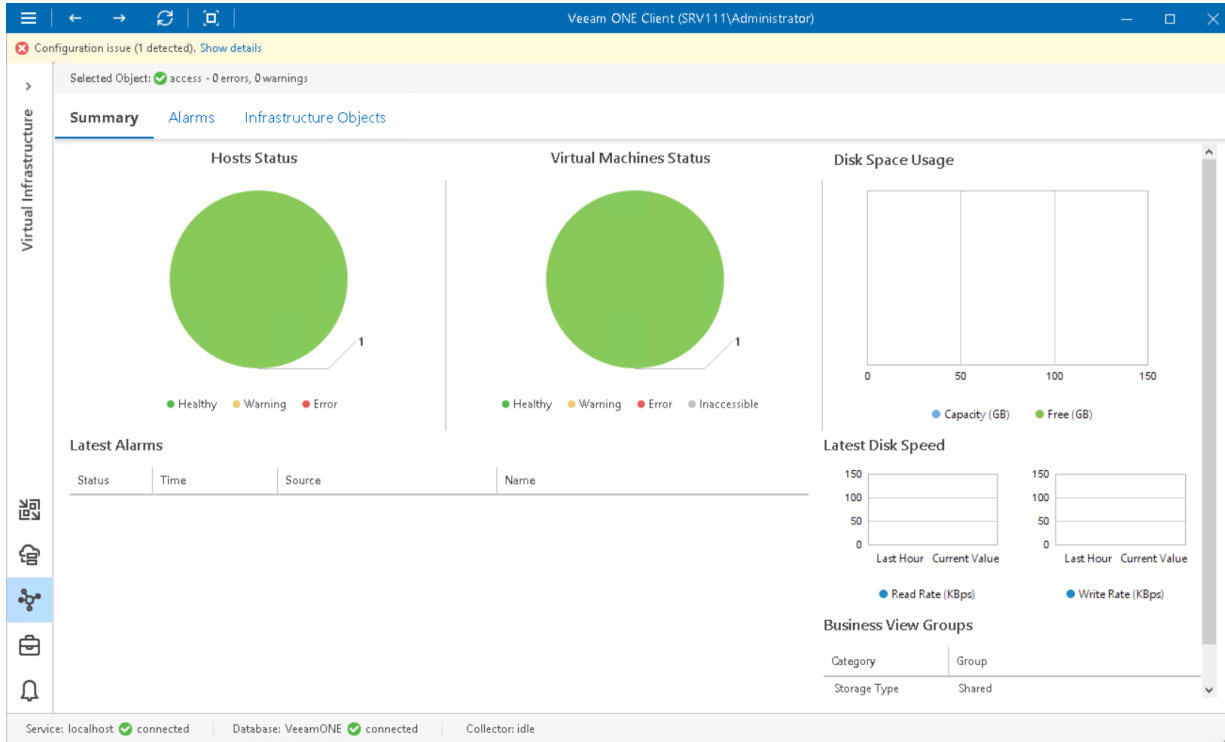 Veeam ONE Client (SRV111\Administrator)
Configuration issue (1 detected). Show details
Selected Object: access - 0 errors, 0 warnings
Virtual Infrastructure
Summary Alarms Infrastructure Objects
Hosts Status
1
Healthy Warning Error
Virtual Machines Status
1
Healthy Warning Error Inaccessible
Disk Space Usage
0 50 100 150
Capacity (GB) Free (GB)
Latest Alarms
Status Time Source Name
Latest Disk Speed
150
100
50
0
Last Hour Current Value
Read Rate (KBps)
150
100
50
0
Last Hour Current Value
Write Rate (KBps)
Business View Groups
Category Group
Storage Type Shared
Service: localhost connected Database: VeeamONE connected Collector: idle